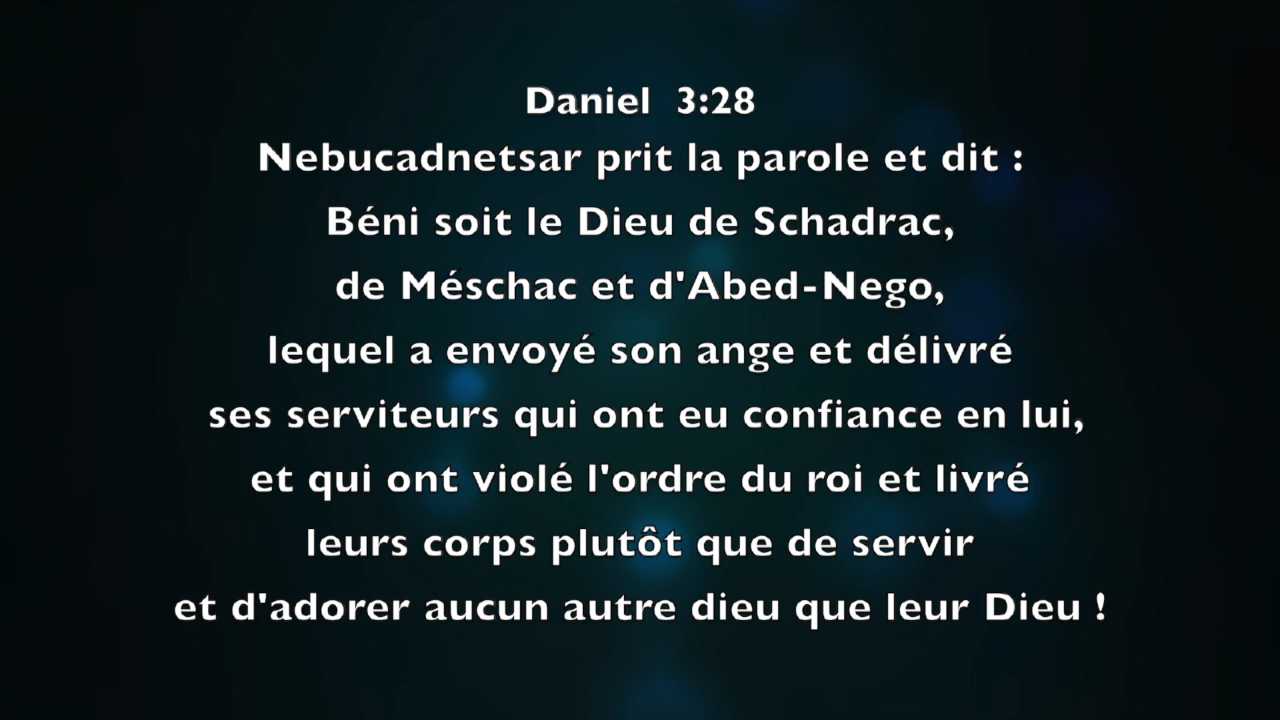 Daniel  3:28
Nebucadnetsar prit la parole et dit :
Béni soit le Dieu de Schadrac,
de Méschac et d'Abed-Nego,
lequel a envoyé son ange et délivré
ses serviteurs qui ont eu confiance en lui,
et qui ont violé l'ordre du roi et livré
leurs corps plutôt que de servir
et d'adorer aucun autre dieu que leur Dieu !